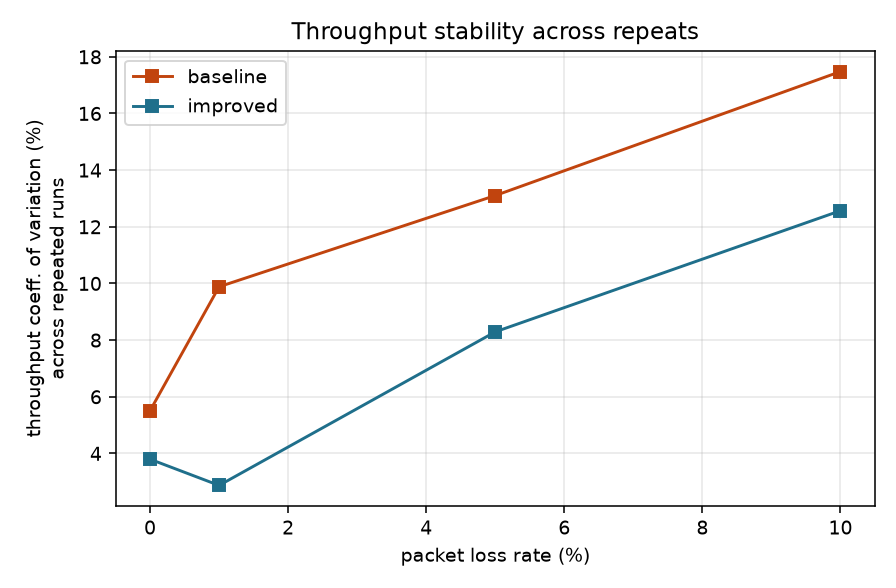 Throughput stability across repeats
baseline
improved
18
16
14
12
10
8
6
4
throughput coeff. of variation (%)
across repeated runs
0
2
4
6
8
10
packet loss rate (%)